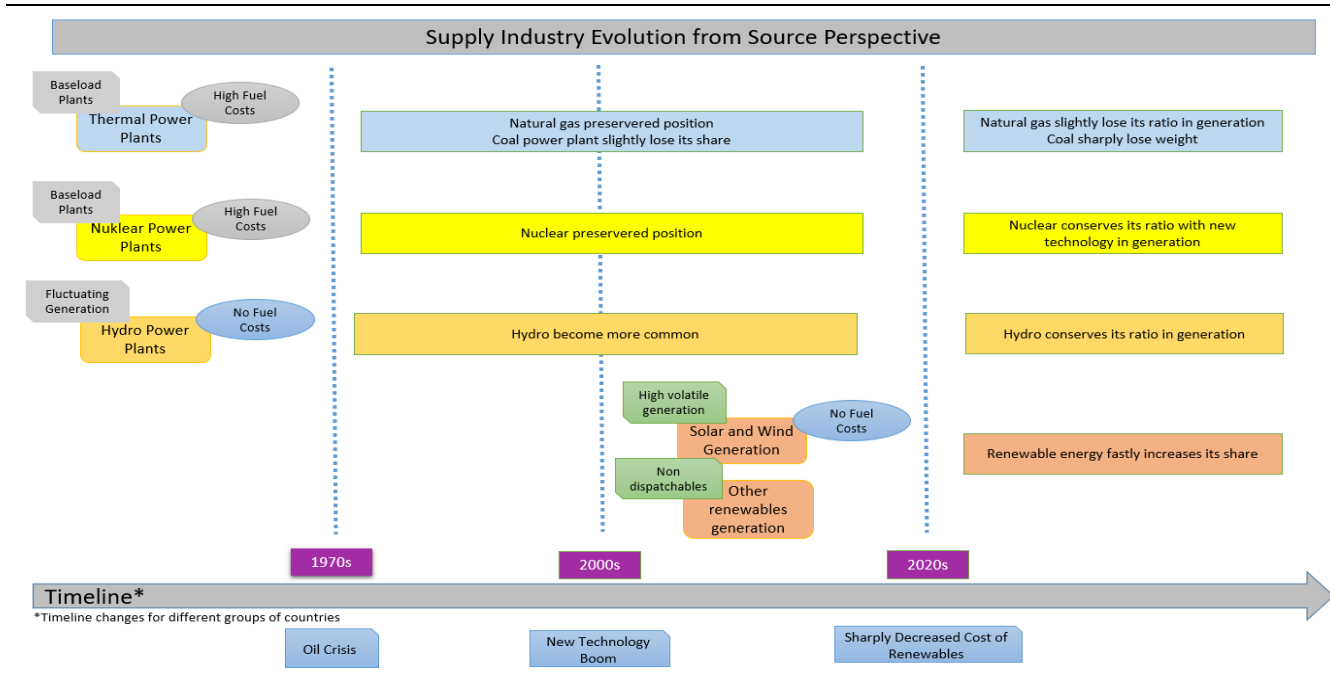 Supply Industry Evolution from Source Perspective
Baseload
Plants
High Fuel
Costs
Thermal Power
Plants
Natural gas preservered position
Coal power plant slightly lose its share
Natural gas slightly lose its ratio in generation
Coal sharply lose weight
Baseload
Plants
High Fuel
Costs
Nuklear Power
Plants
Nuclear preservered position
Nuclear conserves its ratio with new
technology in generation
Fluctuating
Generation
No Fuel
Costs
Hydro Power
Plants
Hydro become more common
Hydro conserves its ratio in generation
High volatile
generation
No Fuel
Costs
Solar and Wind
Generation
Renewable energy fastly increases its share
Non
dispatchables
Other
renewables
generation
1970s
2000s
2020s
Timeline*
*Timeline changes for different groups of countries
Oil Crisis
New Technology
Boom
Sharply Decreased Cost of
Renewables